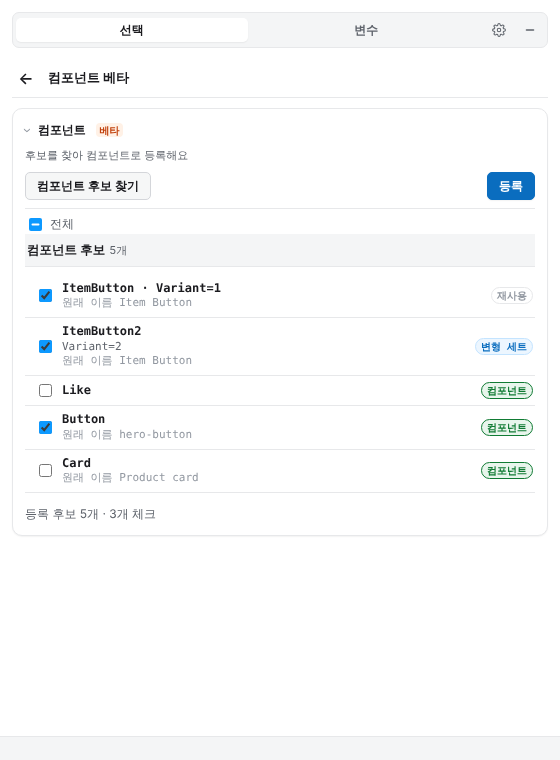 선택
변수
컴포넌트 베타
컴포넌트 베타
후보를 찾아 컴포넌트로 등록해요
컴포넌트 후보 찾기
등록
전체
컴포넌트 후보 5개
ItemButton · Variant=1
원래 이름 Item Button
재사용
ItemButton2
Variant=2
원래 이름 Item Button
변형 세트
Like
컴포넌트
Button
원래 이름 hero-button
컴포넌트
Card
원래 이름 Product card
컴포넌트
등록 후보 5개 · 3개 체크